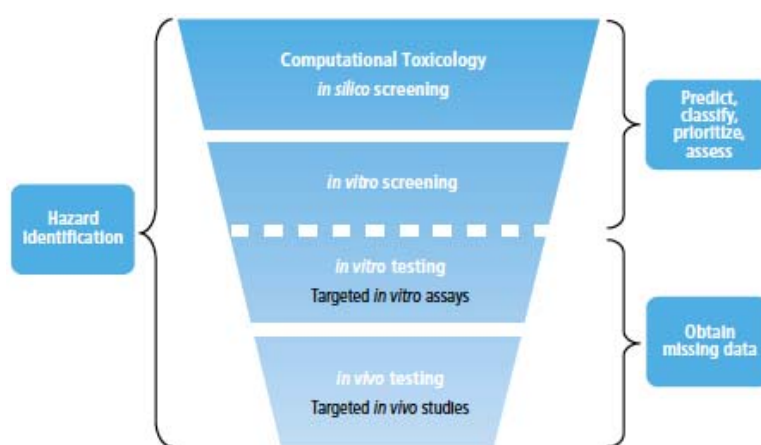 Computational Toxicology
in silico screening
Predict,
classify,
prioritize,
assess
in vitro screening
Hazard
identification
in vitro testing
Targeted in vitro assays
Obtain
missing data
in vivo testing
Targeted in vivo studies